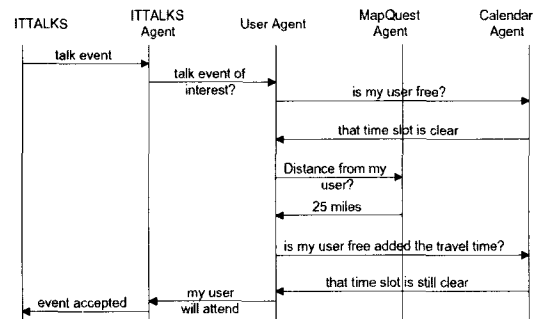 ITTALKS
ITTALKS
Agent
User Agent
MapQuest
Agent
Calendar
Agent
talk event
talk event of
interest?
is my user free?
that time slot is clear
Distance from my
user?
25 miles
is my user free added the travel time?
that time slot is still clear
my user
will attend
event accepted